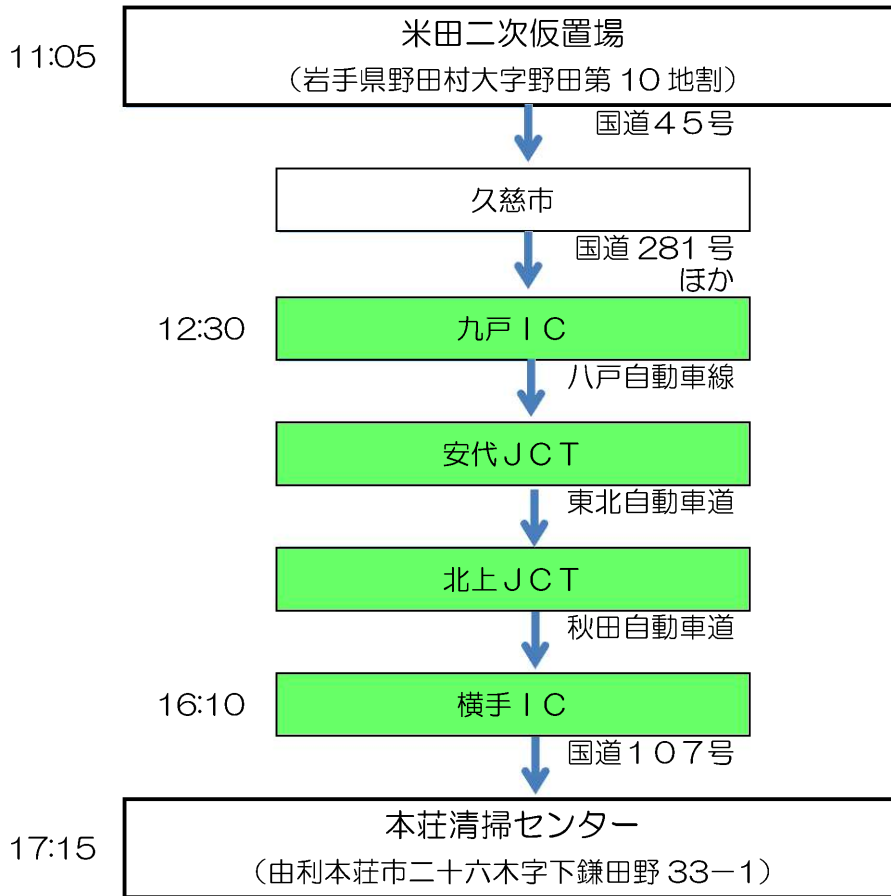 11:05
米田二次仮置場
（岩手県野田村大字野田第10地割）
国道４５号
久慈市
国道281号
ほか
12:30
九戸ＩＣ
八戸自動車線
安代ＪＣＴ
東北自動車道
北上ＪＣＴ
秋田自動車道
16:10
横手ＩＣ
国道１０７号
17:15
本荘清掃センター
（由利本荘市二十六木字下鎌田野33－1）